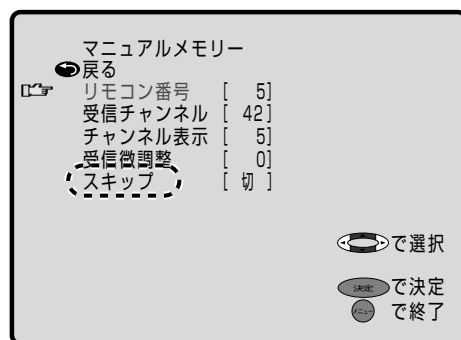 マニュアルメモリー
戻る
リモコン番号 [ 5]
受信チャンネル [ 42]
チャンネル表示 [ 5]
受信微調整 [ 0]
スキップ [ 切 ]
で選択
決定 で決定
メニュー で終了